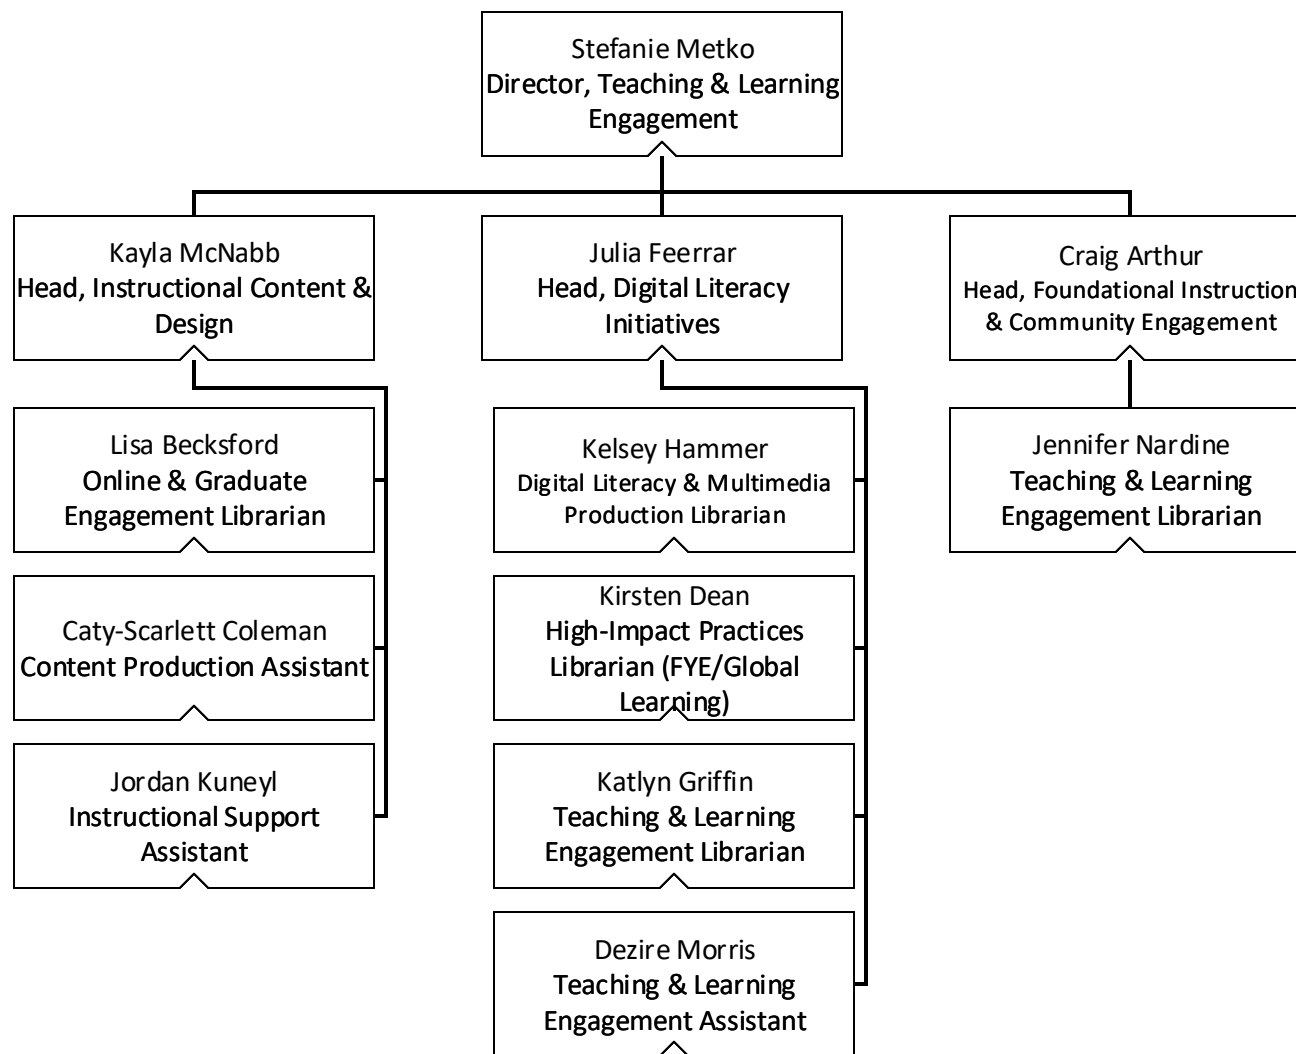 Stefanie Metko
Director, Teaching & Learning
Engagement
Kayla McNabb
Head, Instructional Content &
Design
Julia Feerrar
Head, Digital Literacy
Initiatives
Craig Arthur
Head, Foundational Instruction
& Community Engagement
Lisa Becksford
Online & Graduate
Engagement Librarian
Kelsey Hammer
Digital Literacy & Multimedia
Production Librarian
Jennifer Nardine
Teaching & Learning
Engagement Librarian
Caty-Scarlett Coleman
Content Production Assistant
Kirsten Dean
High-Impact Practices
Librarian (FYE/Global
Learning)
Jordan Kuneyl
Instructional Support
Assistant
Katlyn Griffin
Teaching & Learning
Engagement Librarian
Dezire Morris
Teaching & Learning
Engagement Assistant